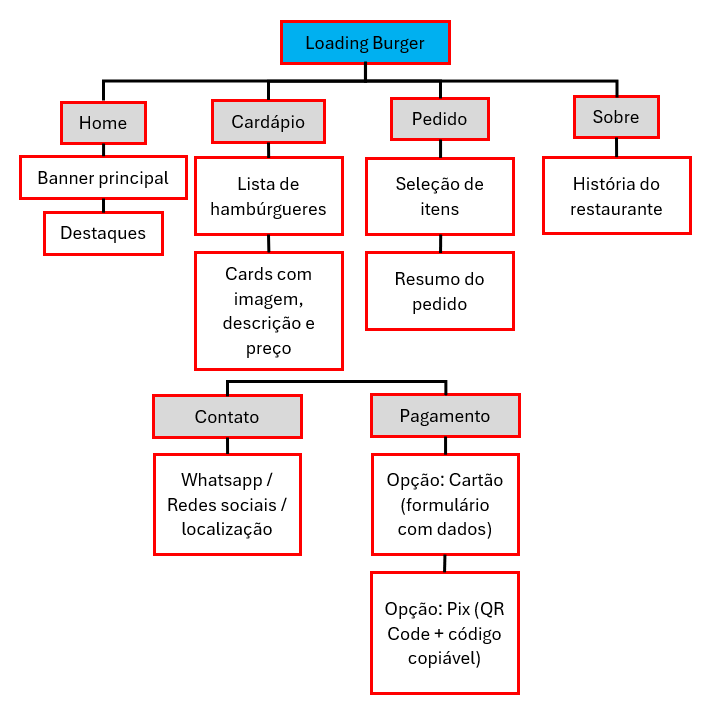 Loading Burger
Home
Cardápio
Pedido
Sobre
Banner principal
Destaques
Lista de
hambúrgueres
Cards com
imagem,
descrição e
preço
Seleção de
itens
Resumo do
pedido
História do
restaurante
Contato
Pagamento
Whatsapp /
Redes sociais /
localização
Opção: Cartão
(formulário
com dados)
Opção: Pix (QR
Code + código
copiável)